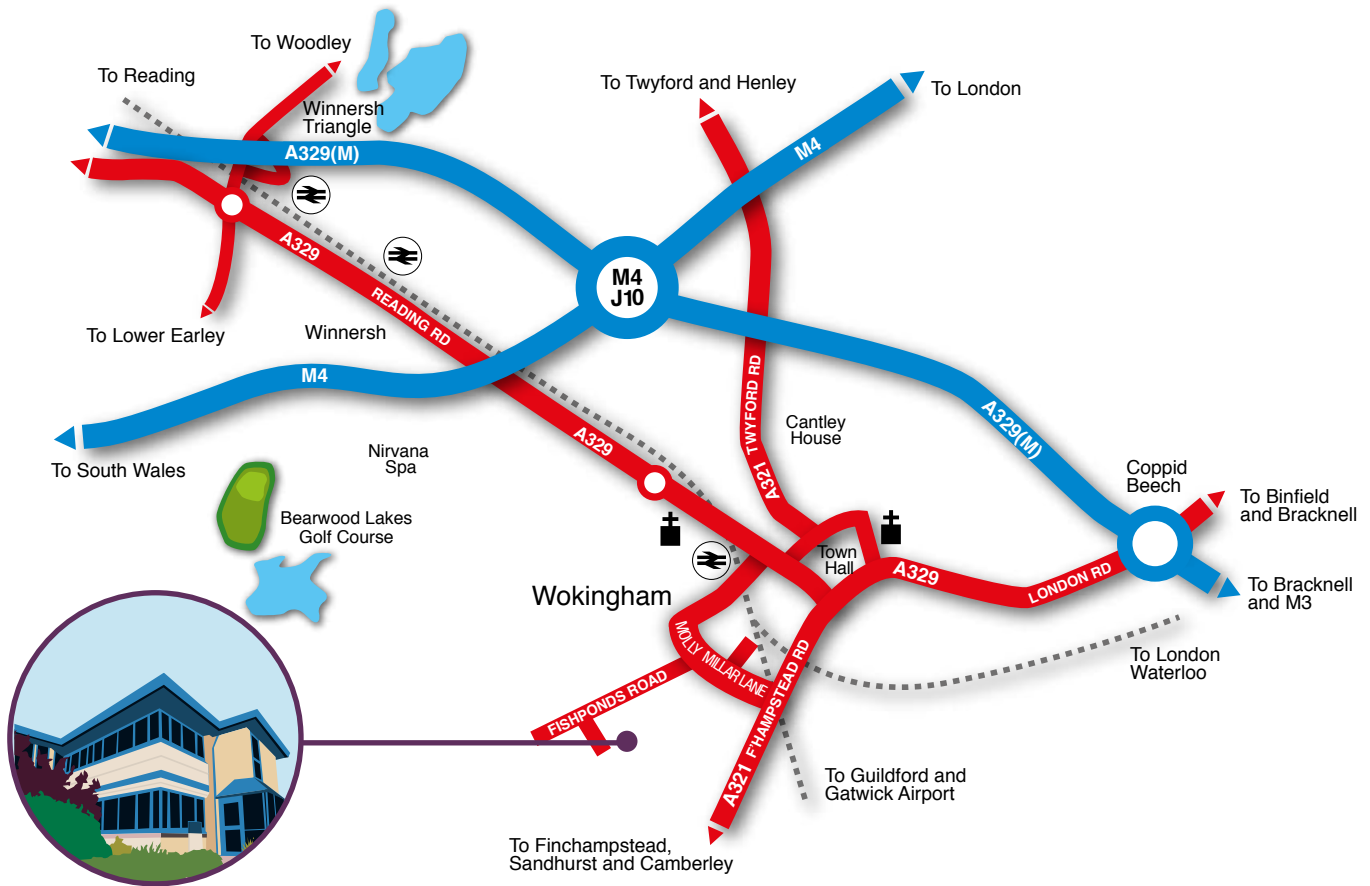 To Woodley
To Reading
To Twyford and Henley
To London
Winnersh
Triangle
A329(M)
M4
A329
M4
J10
READING RD
To Lower Earley
Winnersh
M4
TWYFORD RD
A321
Cantley
House
A329(M)
A329
Nirvana
Spa
To South Wales
Coppid
Beech
To Binfield
and Bracknell
Bearwood Lakes
Golf Course
Town
Hall
A329
LONDON RD
To Bracknell
and M3
Wokingham
MOLLY MILLAR LANE
To London
Waterloo
FISHPONDS ROAD
A321 F'HAMPSTEAD RD
To Guildford and
Gatwick Airport
To Finchampstead,
Sandhurst and Camberley